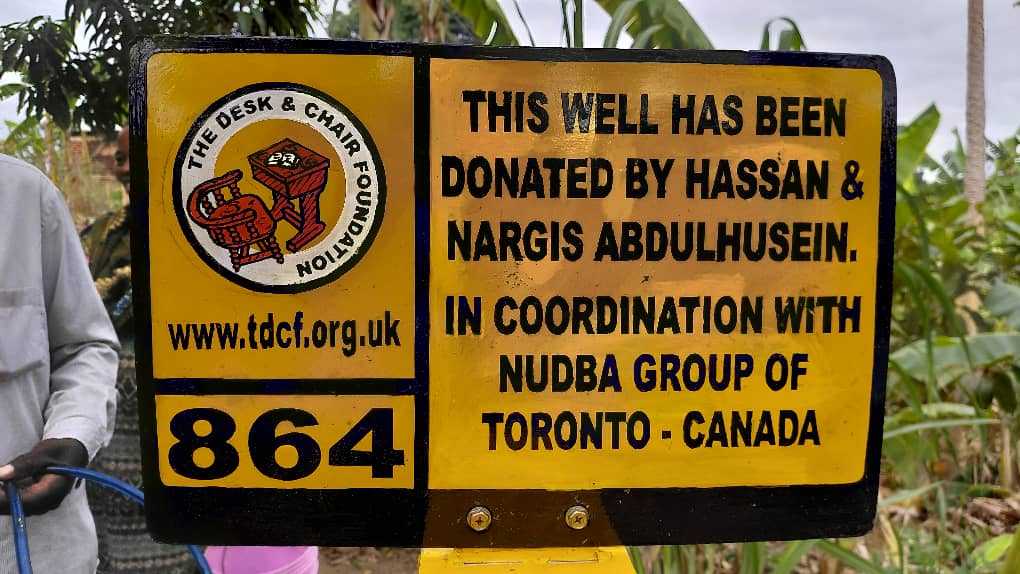 THE DESK & CHAIR FOUNDATION
www.tdcf.org.uk
864
THIS WELL HAS BEEN
DONATED BY HASSAN &
NARGIS ABDULHUSEIN.
IN COORDINATION WITH
NUDBA GROUP OF
TORONTO - CANADA